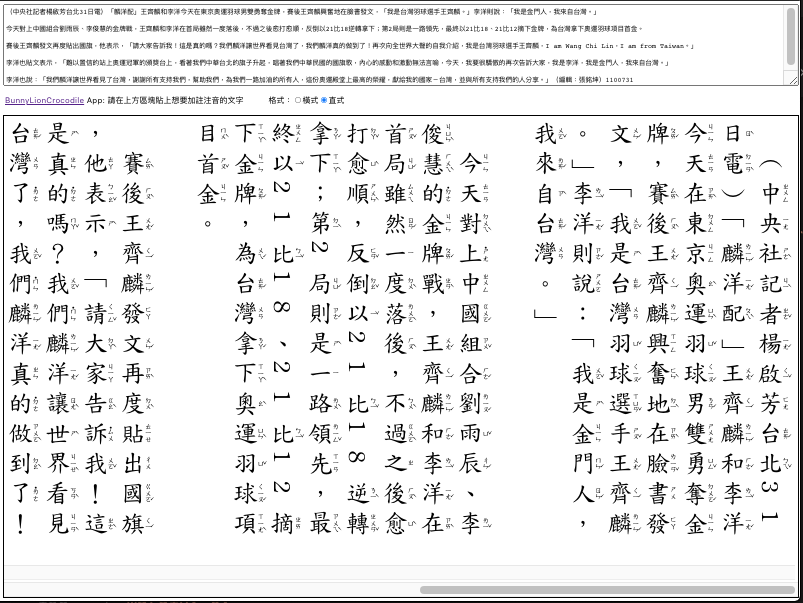 （中央社記者楊啟芳台北31日電）「麟洋配」王齊麟和李洋今天在東京奧運羽球男雙勇奪金牌，賽後王齊麟興奮地在臉書發文，「我是台灣羽球選手王齊麟。」李洋則說：「我是金門人，我來自台灣。」
今天對上中國組合劉雨辰、李俊慧的金牌戰，王齊麟和李洋在首局雖然一度落後，不過之後愈打愈順，反倒以21比18逆轉拿下；第2局則是一路領先，最終以21比18、21比12摘下金牌，為台灣拿下奧運羽球項目首金。
賽後王齊麟發文再度貼出國旗，他表示，「請大家告訴我！這是真的嗎？我們麟洋讓世界看見台灣了，我們麟洋真的做到了！再次向全世界大聲的自我介紹，我是台灣羽球選手王齊麟，I am Wang Chi Lin，I am from Taiwan。」
李洋也貼文表示，「難以置信的站上奧運冠軍的頒獎台上，看著我們中華台北的旗子升起，唱著我們中華民國的國旗歌，內心的感動和激動無法言喻，今天，我要很驕傲的再次告訴大家，我是李洋，我是金門人，我來自台灣。」
李洋也說：「我們麟洋讓世界看見了台灣，謝謝所有支持我們，幫助我們，為我們一路加油的所有人，這份奧運殿堂上最高的榮耀，獻給我的國家－台灣，並與所有支持我們的人分享。」（編輯：張銘坤）1100731
BunnyLionCrocodile App: 請在上方區塊貼上想要加註注音的文字 格式： 橫式 直式
（中央社記者楊啟芳台北31
日電）「麟洋配」王齊麟和李洋
今天在東京奧運羽球男雙勇奪金
牌，賽後王齊麟興奮地在臉書發
文，「我是台灣羽球選手王齊麟
。」李洋則說：「我是金門人，
我來自台灣。」
今天對上中國組合劉雨辰、李
俊慧的金牌戰，王齊麟和李洋在
首局雖然一度落後，不過之後愈
打愈順，反倒以21比18逆轉
拿下；第2局則是一路領先，最
終以21比18、21比12摘
下金牌，為台灣拿下奧運羽球項
目首金。
賽後王齊麟發文再度貼出國旗
，他表示，「請大家告訴我！這
是真的嗎？我們麟洋讓世界看見
台灣了，我們麟洋真的做到了！